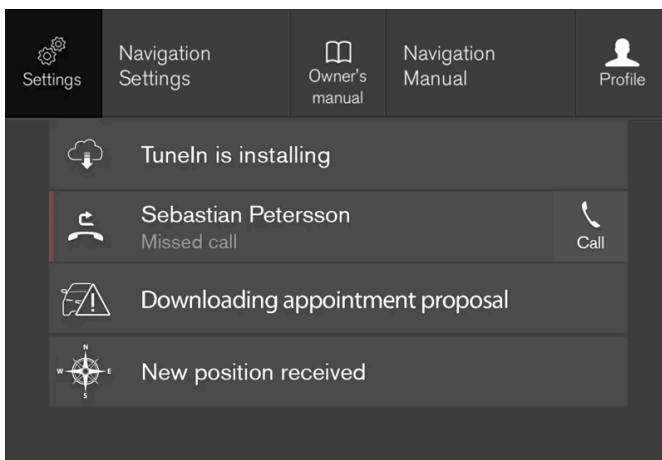 Settings
Navigation
Settings
Owner's
manual
Navigation
Manual
Profile
TuneIn is installing
Sebastian Petersson
Missed call
Call
Downloading appointment proposal
N
W
E
S
New position received